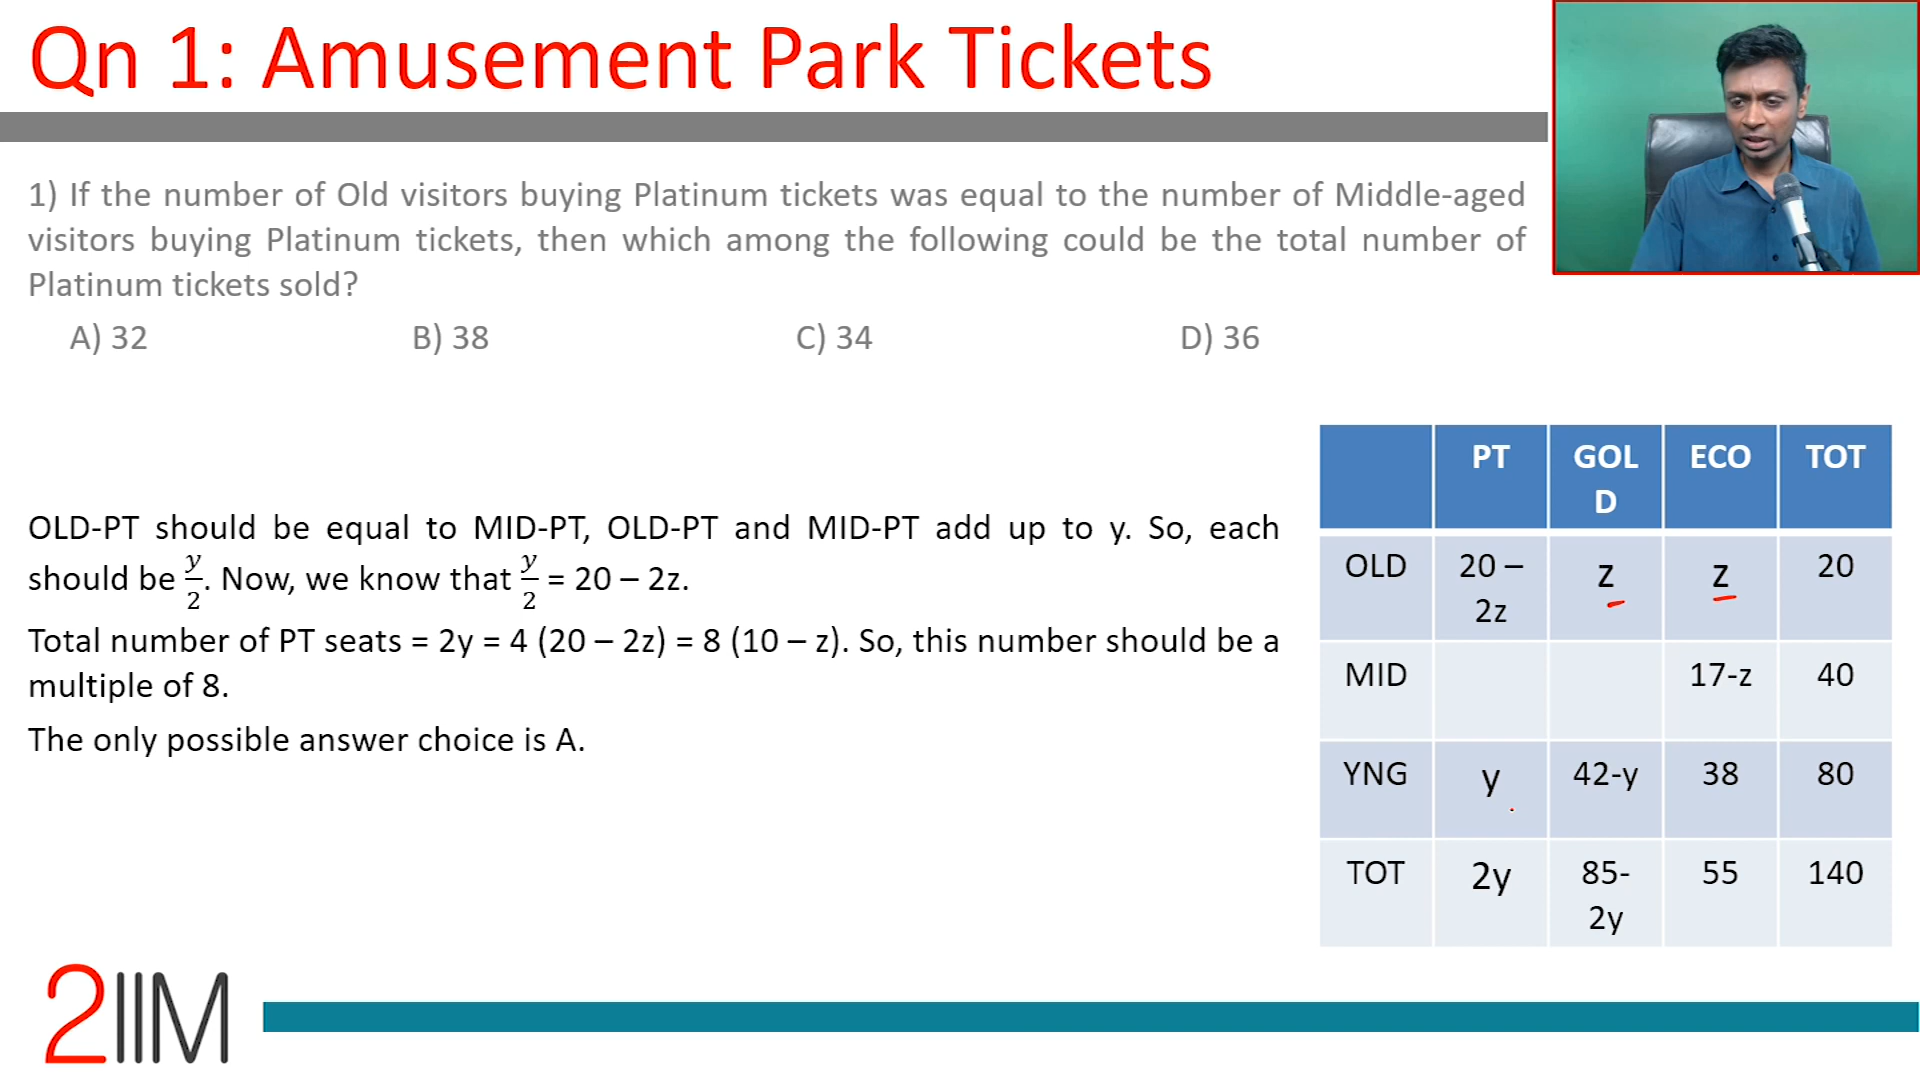 Qn 1: Amusement Park Tickets
1) If the number of Old visitors buying Platinum tickets was equal to the number of Middle-aged
visitors buying Platinum tickets, then which among the following could be the total number of
Platinum tickets sold?
A) 32 B) 38 C) 34 D) 36
OLD-PT should be equal to MID-PT, OLD-PT and MID-PT add up to y. So, each
should be y/2. Now, we know that y/2 = 20 – 2z.
Total number of PT seats = 2y = 4 (20 – 2z) = 8 (10 – z). So, this number should be a
multiple of 8.
The only possible answer choice is A.
PT GOL ECO TOT
D
OLD 20 – z z 20
2z
MID 17-z 40
YNG y 42-y 38 80
TOT 2y 85- 55 140
2y
2IIM